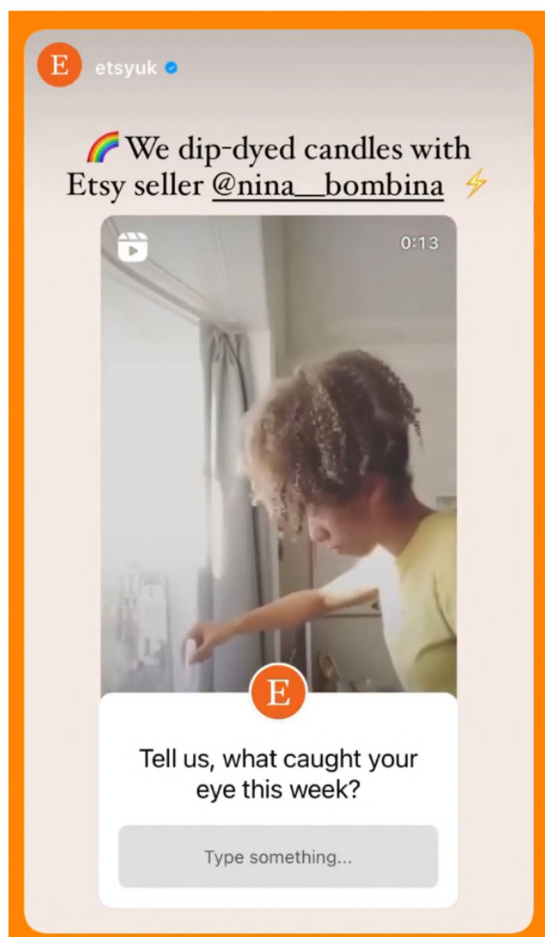 E etsyuk
🌈 We dip-dyed candles with
Etsy seller @nina__bombina ⚡
0:13
E
Tell us, what caught your
eye this week?
Type something...